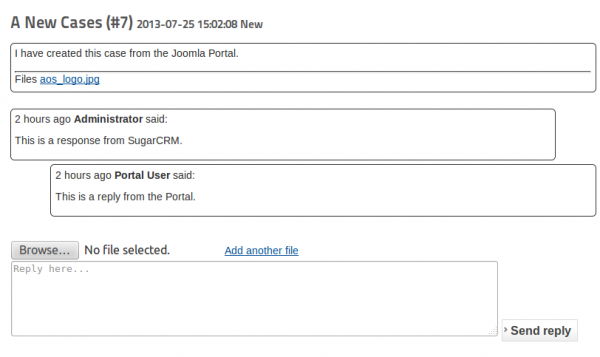 A New Cases (#7) 2013-07-25 15:02:08 New
I have created this case from the Joomla Portal.
Files aos_logo.jpg
2 hours ago Administrator said:
This is a response from SugarCRM.
2 hours ago Portal User said:
This is a reply from the Portal.
Browse... No file selected. Add another file
Reply here...
› Send reply